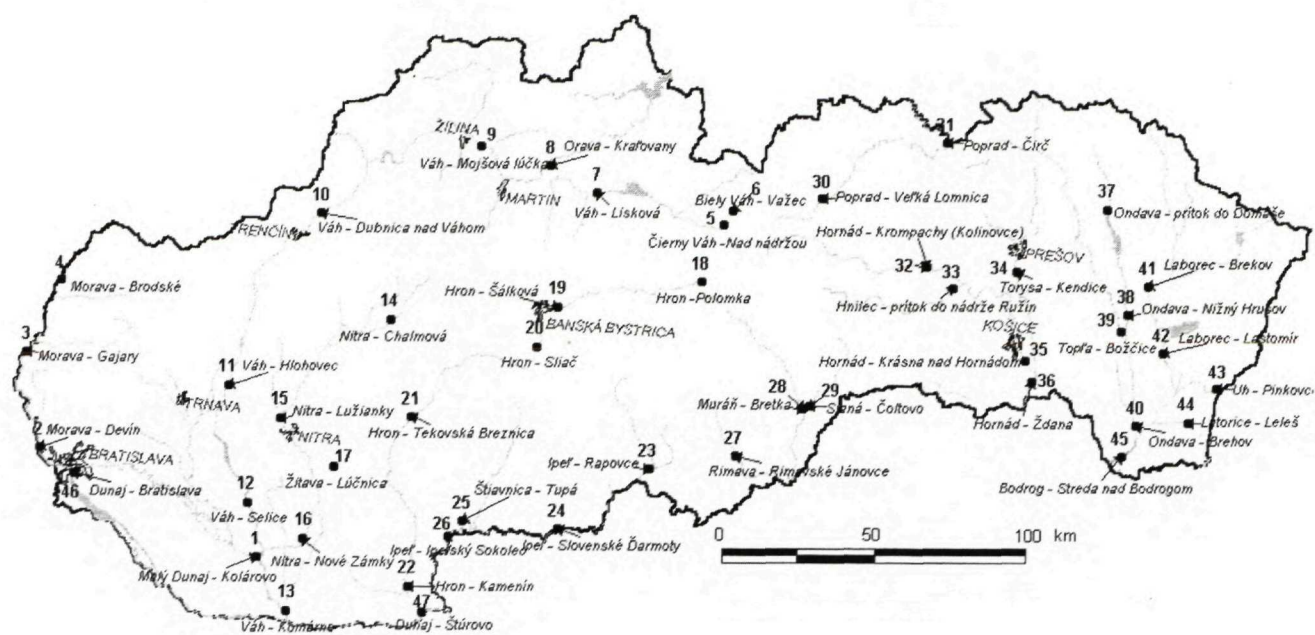 31
Poprad - Čirč
ŽILINA
9
Váh - Mojšová lúčka
8
Orava - Kraľovany
7
Váh - Lisková
MARTIN
10
Váh - Dubnica nad Váhom
TRENČÍN
6
Biely Váh - Važec
5
Čierny Váh -Nad nádržou
30
Poprad - Veľká Lomnica
37
Ondava - prítok do Domaše
Hornád - Krompachy (Kolinovce)
32
33
Hnilec - prítok do nádrže Ružín
PREŠOV
34
Torysa - Kendice
41
Laborec - Brekov
4
Morava - Brodské
18
Hron-Polomka
19
Hron - Šálková
BANSKÁ BYSTRICA
20
Hron - Sliač
14
Nitra - Chalmová
38
Ondava - Nižný Hrušov
39
Topľa - Božčice
42
Laborec - Lastomír
KOŠICE
35
Hornád - Krásna nad Hornádom
36
Hornád - Ždana
3
Morava - Gajary
11
Váh - Hlohovec
TRNAVA
15
Nitra - Lužianky
NITRA
21
Hron - Tekovská Breznica
28
Muráň - Bretka
29
Slaná - Čoltovo
43
Uh - Pinkovce
44
Latorice - Leleš
40
Ondava - Brehov
45
Bodrog - Streda nad Bodrogom
2
Morava - Devín
BRATISLAVA
Dunaj - Bratislava
46
17
Žitava - Lúčnica
23
Ipeľ - Rapovce
27
Rimava - Rimavské Jánovce
12
Váh - Selice
16
Nitra - Nové Zámky
25
Štiavnica - Tupá
26
Ipeľ - Ipeľský Sokolec
24
Ipeľ - Slovenské Ďarmoty
1
Malý Dunaj - Kolárovo
22
Hron - Kamenín
13
Váh - Komárno
47
Dunaj - Štúrovo
0 50 100
km